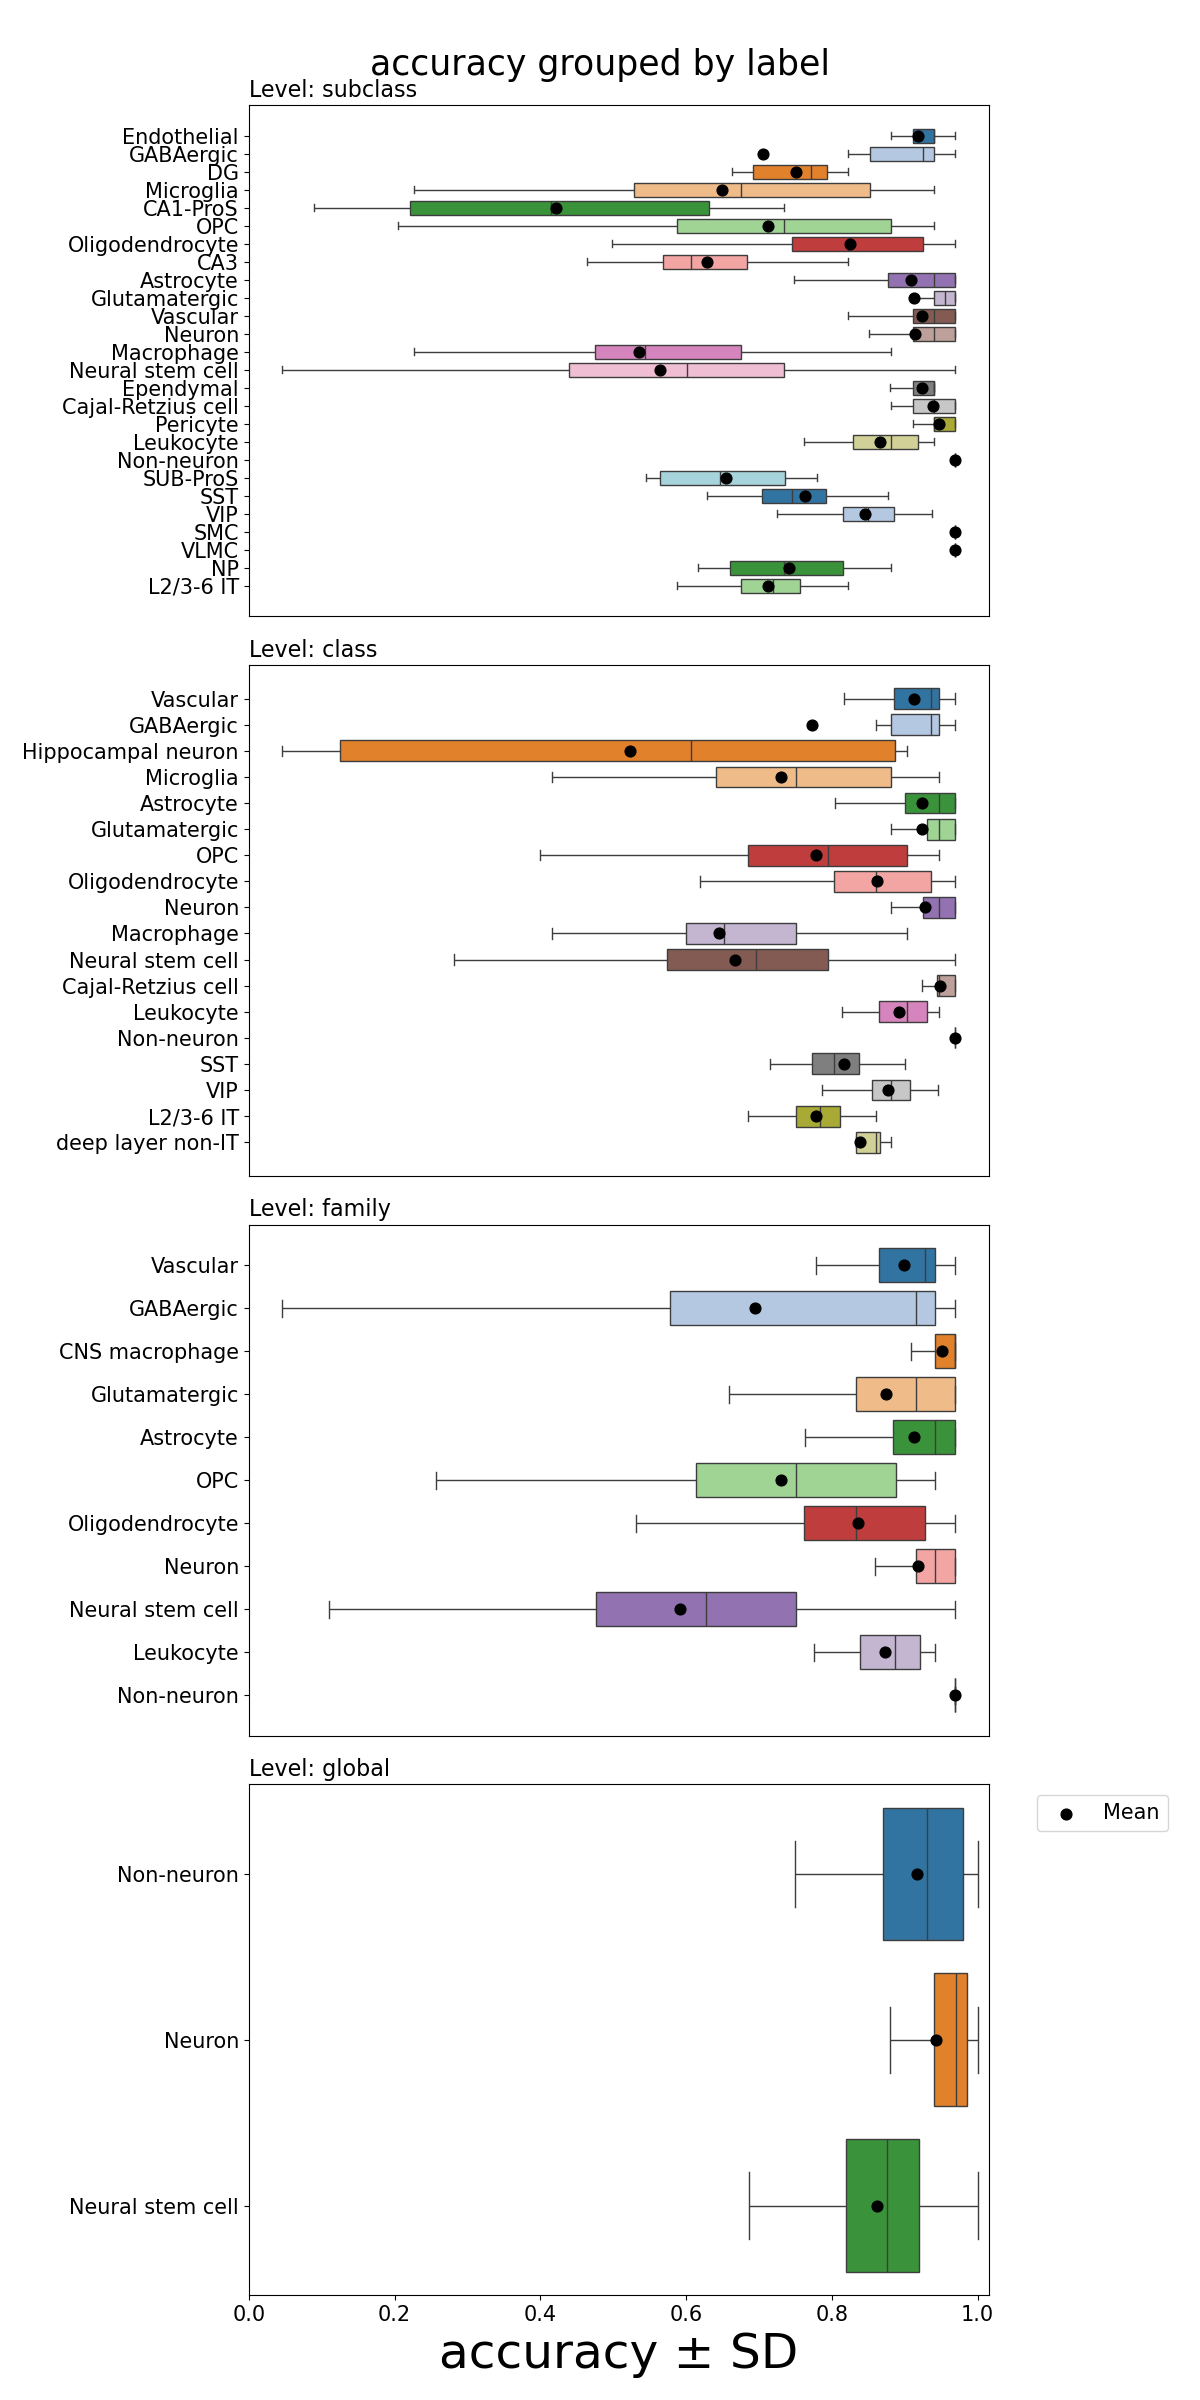 accuracy grouped by label
Level: subclass
Endothelial
GABAergic
DG
Microglia
CA1-ProS
OPC
Oligodendrocyte
CA3
Astrocyte
Glutamatergic
Vascular
Neuron
Macrophage
Neural stem cell
Ependymal
Cajal-Retzius cell
Pericyte
Leukocyte
Non-neuron
SUB-ProS
SST
VIP
SMC
VLMC
NP
L2/3-6 IT
Level: class
Vascular
GABAergic
Hippocampal neuron
Microglia
Astrocyte
Glutamatergic
OPC
Oligodendrocyte
Neuron
Macrophage
Neural stem cell
Cajal-Retzius cell
Leukocyte
Non-neuron
SST
VIP
L2/3-6 IT
deep layer non-IT
Level: family
Vascular
GABAergic
CNS macrophage
Glutamatergic
Astrocyte
OPC
Oligodendrocyte
Neuron
Neural stem cell
Leukocyte
Non-neuron
Level: global
Mean
Non-neuron
Neuron
Neural stem cell
0.0 0.2 0.4 0.6 0.8 1.0
accuracy ± SD